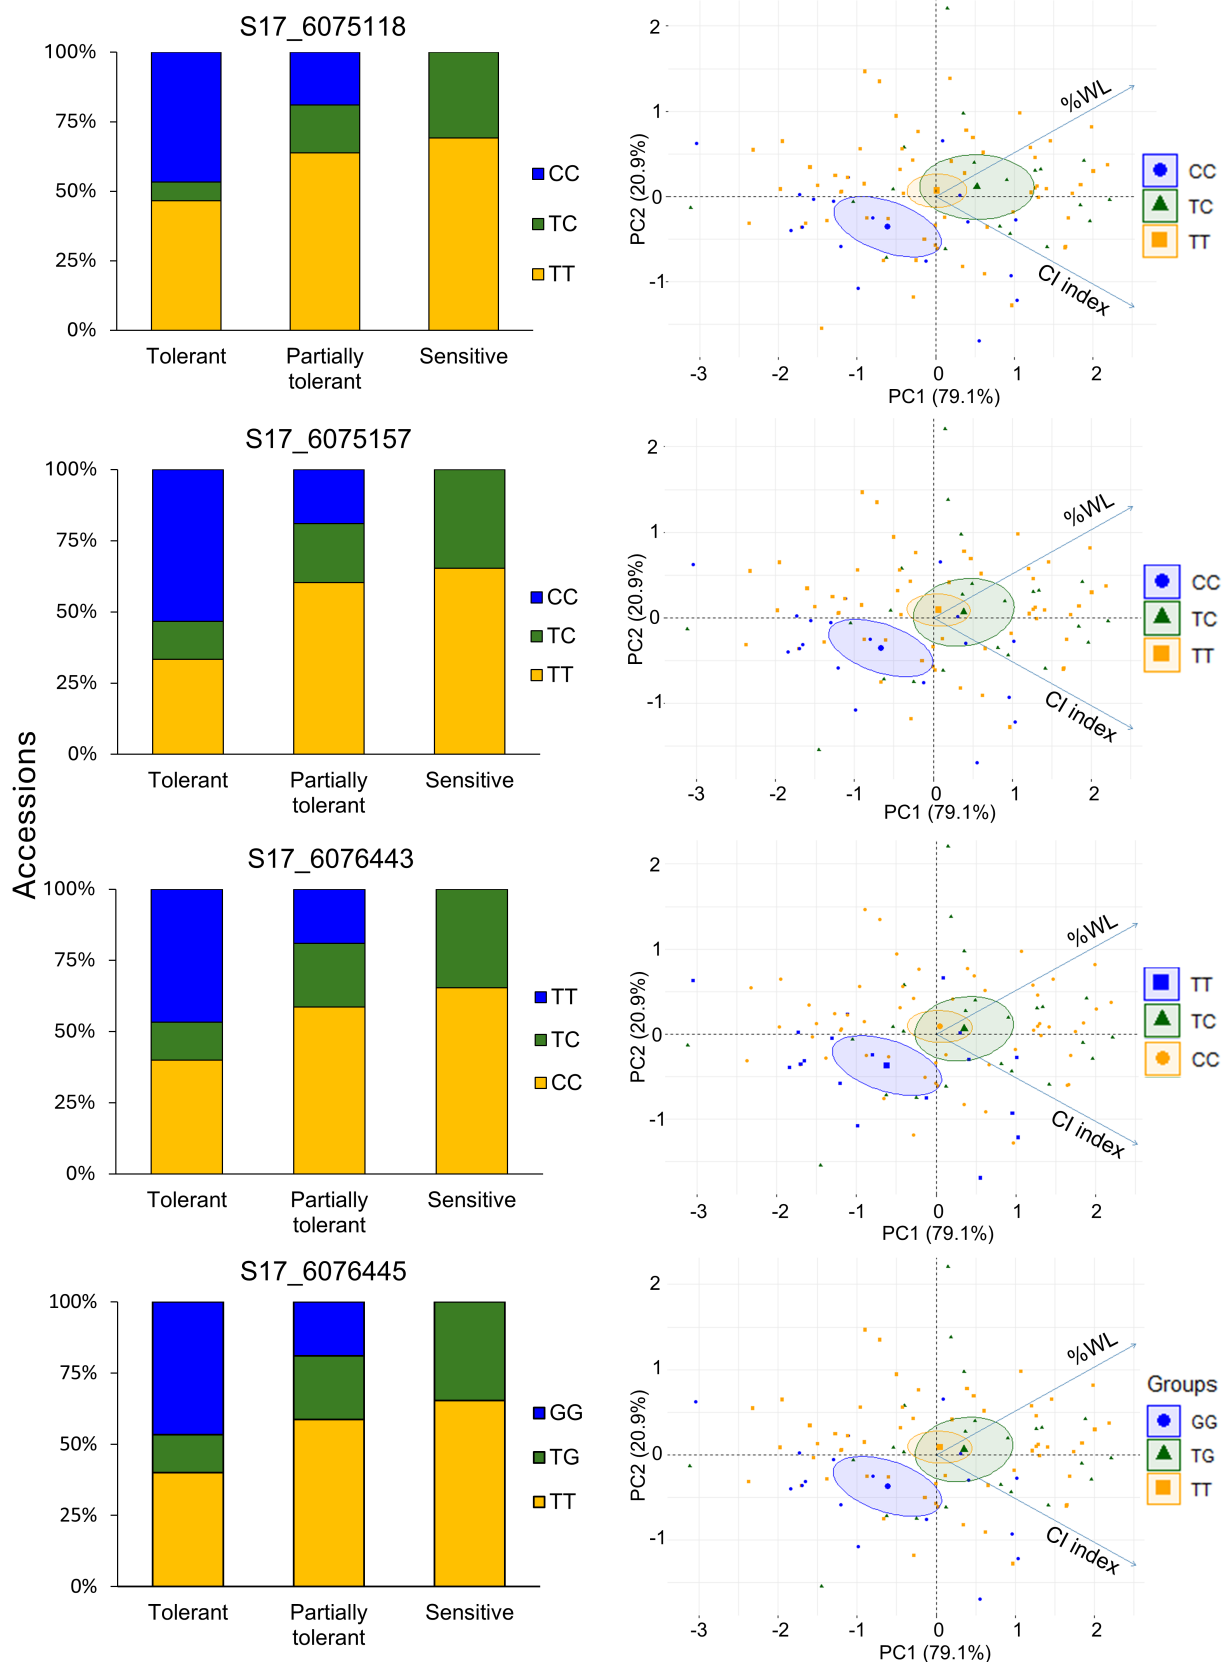 Accessions
S17_6075118
100%
75%
50%
25%
0%
Tolerant
Partially
tolerant
Sensitive
CC
TC
TT
2
1
0
-1
PC2 (20.9%)
%WL
CI index
-3
-2
-1
0
1
2
PC1 (79.1%)
CC
TC
TT
S17_6075157
100%
75%
50%
25%
0%
Tolerant
Partially
tolerant
Sensitive
CC
TC
TT
2
1
0
-1
PC2 (20.9%)
%WL
CI index
-3
-2
-1
0
1
2
PC1 (79.1%)
CC
TC
TT
S17_6076443
100%
75%
50%
25%
0%
Tolerant
Partially
tolerant
Sensitive
TT
TC
CC
2
1
0
-1
PC2 (20.9%)
%WL
CI index
-3
-2
-1
0
1
2
PC1 (79.1%)
TT
TC
CC
S17_6076445
100%
75%
50%
25%
0%
Tolerant
Partially
tolerant
Sensitive
GG
TG
TT
2
1
0
-1
PC2 (20.9%)
%WL
CI index
-3
-2
-1
0
1
2
PC1 (79.1%)
Groups
GG
TG
TT